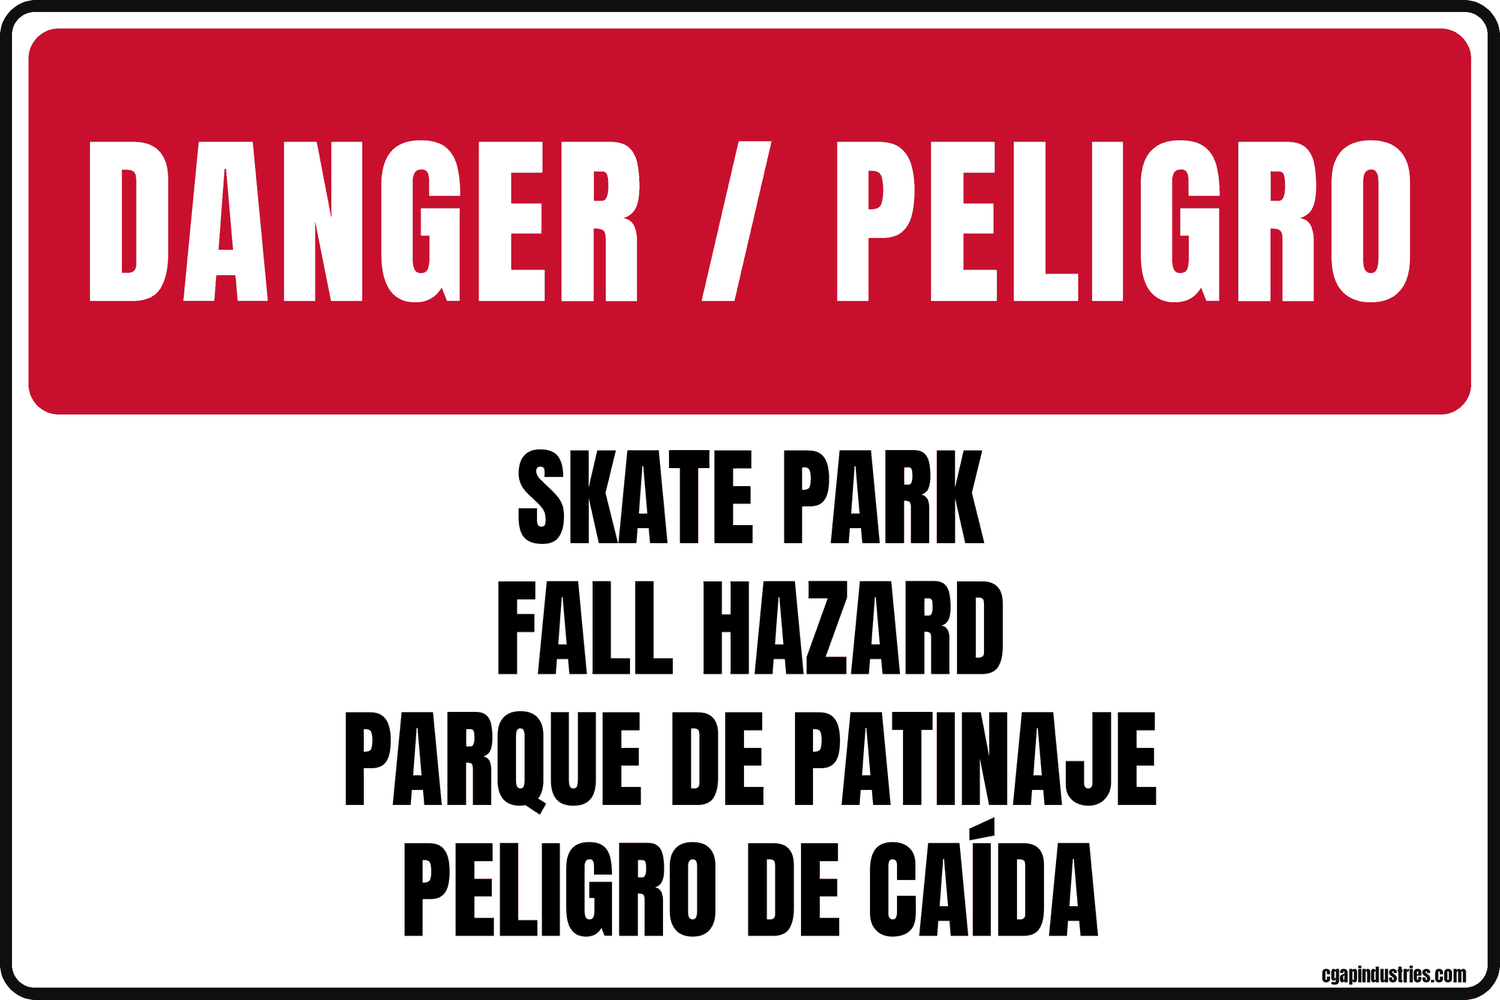 DANGER / PELIGRO
SKATE PARK
FALL HAZARD
PARQUE DE PATINAJE
PELIGRO DE CAÍDA
cgapindustries.com